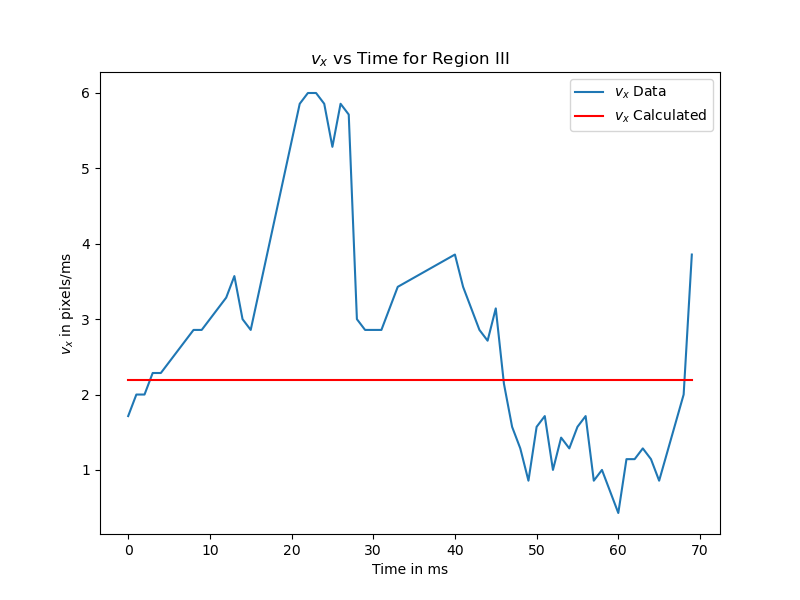 v_x vs Time for Region III
v_x Data
v_x Calculated
v_x in pixels/ms
6
5
4
3
2
1
0 10 20 30 40 50 60 70
Time in ms